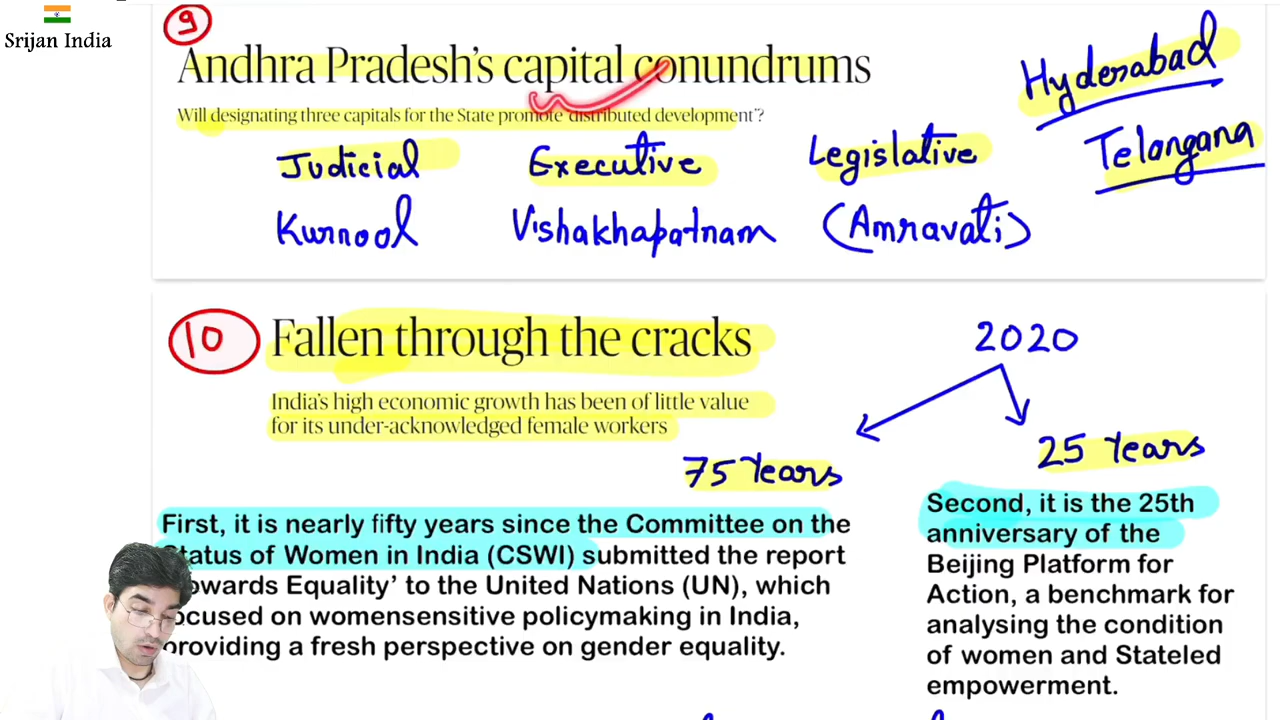 Srijan India
9
Andhra Pradesh's capital conundrums
Will designating three capitals for the State promote 'distributed development'?
Hyderabad
Telangana
Judicial Executive Legislative
Kurnool Vishakhapatnam (Amravati)
10
Fallen through the cracks
India's high economic growth has been of little value
for its under-acknowledged female workers
2020
75 Years
25 Years
First, it is nearly fifty years since the Committee on the
Status of Women in India (CSWI) submitted the report
owards Equality' to the United Nations (UN), which
ocused on womensensitive policymaking in India,
providing a fresh perspective on gender equality.
Second, it is the 25th
anniversary of the
Beijing Platform for
Action, a benchmark for
analysing the condition
of women and Stateled
empowerment.